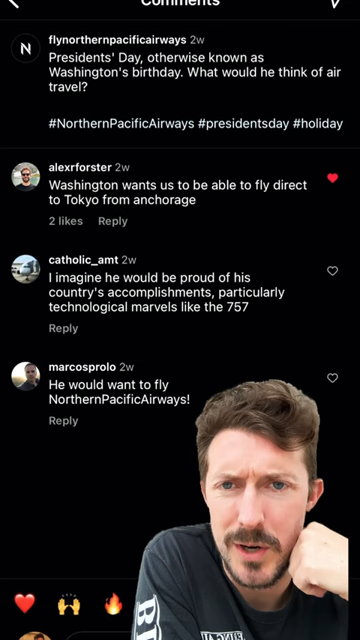 Comments
flynorthernpacificairways 2w
Presidents' Day, otherwise known as
Washington's birthday. What would he think of air
travel?
#NorthernPacificAirways #presidentsday #holiday
alexrforster 2w
Washington wants us to be able to fly direct
to Tokyo from anchorage
2 likes Reply
catholic_amt 2w
I imagine he would be proud of his
country's accomplishments, particularly
technological marvels like the 757
Reply
marcosprolo 2w
He would want to fly
NorthernPacificAirways!
Reply